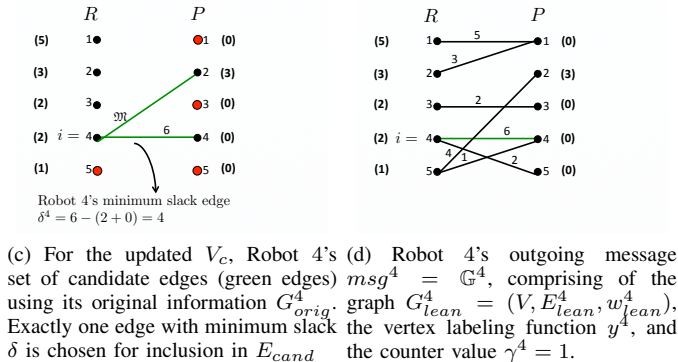 R P
(5) 1 1 (0)
(3) 2 2 (3)
(2) 3 3 (0)
𝔐
(2) i = 4 6 4 (0)
(1) 5 5 (0)
Robot 4's minimum slack edge
δ⁴ = 6 − (2 + 0) = 4
(c) For the updated V_c, Robot 4's
set of candidate edges (green edges)
using its original information G⁴_orig.
Exactly one edge with minimum slack
δ is chosen for inclusion in E_cand
R P
(5) 1 5 1 (0)
(3) 2 3 2 (3)
(2) 3 2 3 (0)
(2) i = 4 6 4 (0)
4 1 2
(1) 5 5 (0)
(d) Robot 4's outgoing message
msg⁴ = 𝔾⁴, comprising of the
graph G⁴_lean = (V, E⁴_lean, w⁴_lean),
the vertex labeling function y⁴, and
the counter value γ⁴ = 1.